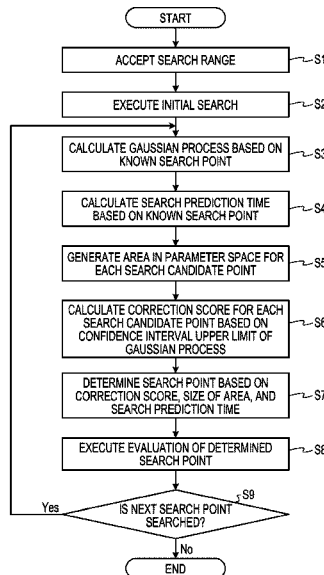 START
ACCEPT SEARCH RANGE
S1
EXECUTE INITIAL SEARCH
S2
CALCULATE GAUSSIAN PROCESS BASED ON
KNOWN SEARCH POINT
S3
CALCULATE SEARCH PREDICTION TIME
BASED ON KNOWN SEARCH POINT
S4
GENERATE AREA IN PARAMETER SPACE FOR
EACH SEARCH CANDIDATE POINT
S5
CALCULATE CORRECTION SCORE FOR EACH
SEARCH CANDIDATE POINT BASED ON
CONFIDENCE INTERVAL UPPER LIMIT OF
GAUSSIAN PROCESS
S6
DETERMINE SEARCH POINT BASED ON
CORRECTION SCORE, SIZE OF AREA, AND
SEARCH PREDICTION TIME
S7
EXECUTE EVALUATION OF DETERMINED
SEARCH POINT
S8
S9
Yes
IS NEXT SEARCH POINT
SEARCHED?
No
END